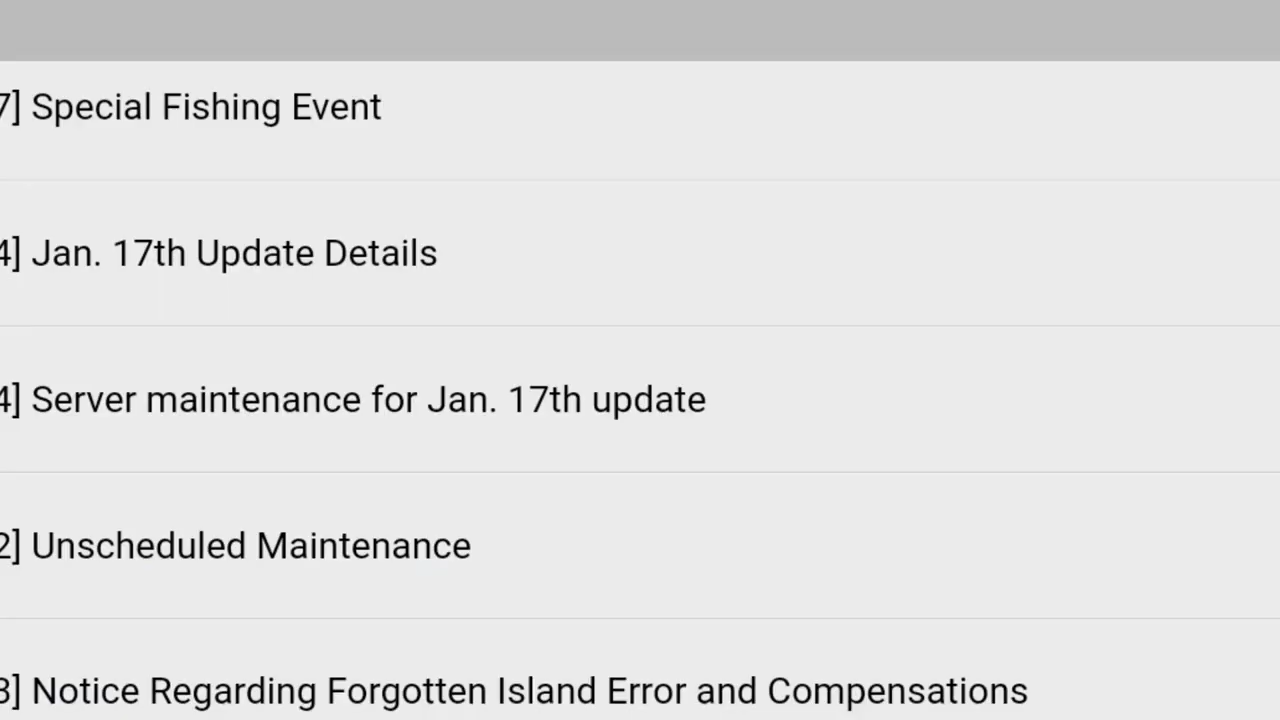 7] Special Fishing Event
4] Jan. 17th Update Details
4] Server maintenance for Jan. 17th update
2] Unscheduled Maintenance
3] Notice Regarding Forgotten Island Error and Compensations